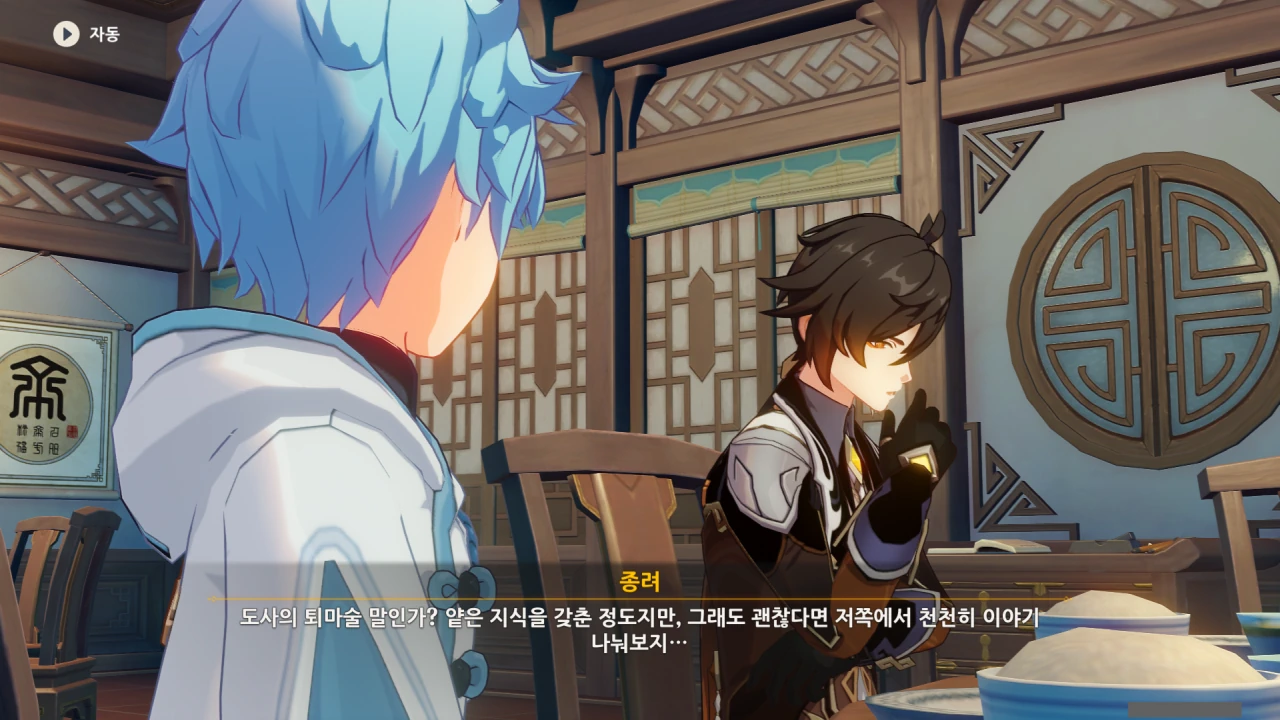 자동
종려
도사의 퇴마술 말인가? 얕은 지식을 갖춘 정도지만, 그래도 괜찮다면 저쪽에서 천천히 이야기
나눠보지…